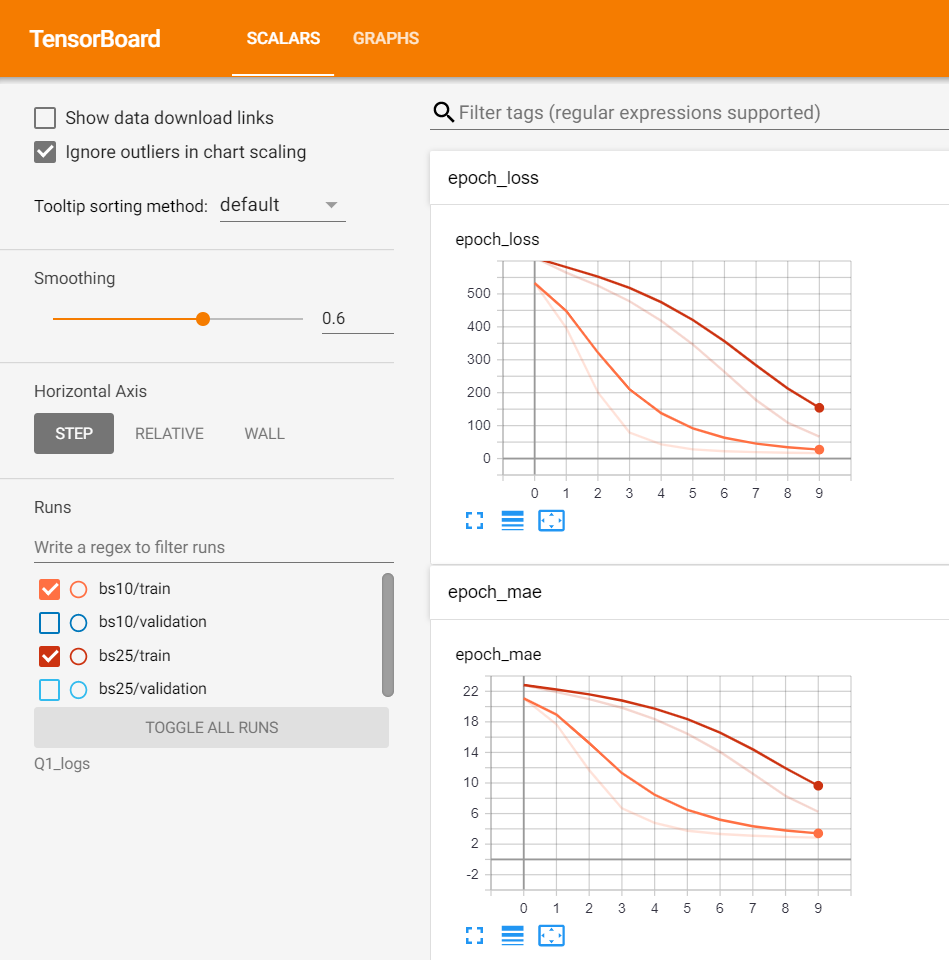 TensorBoard SCALARS GRAPHS
Show data download links
Ignore outliers in chart scaling
Tooltip sorting method: default
Smoothing
0.6
Horizontal Axis
STEP RELATIVE WALL
Runs
Write a regex to filter runs
bs10/train
bs10/validation
bs25/train
bs25/validation
TOGGLE ALL RUNS
Q1_logs
Filter tags (regular expressions supported)
epoch_loss
epoch_loss
500
400
300
200
100
0
0 1 2 3 4 5 6 7 8 9
epoch_mae
epoch_mae
22
18
14
10
6
2
-2
0 1 2 3 4 5 6 7 8 9